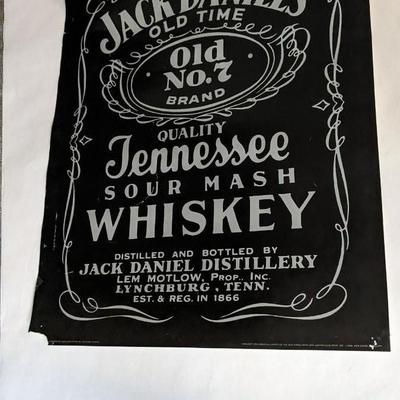 JACK DANIEL'S
OLD TIME
Old
No.7
BRAND
QUALITY
Tennessee
SOUR MASH
WHISKEY
DISTILLED AND BOTTLED BY
JACK DANIEL DISTILLERY
LEM MOTLOW, PROP., INC.
LYNCHBURG, TENN.
EST. & REG. IN 1866